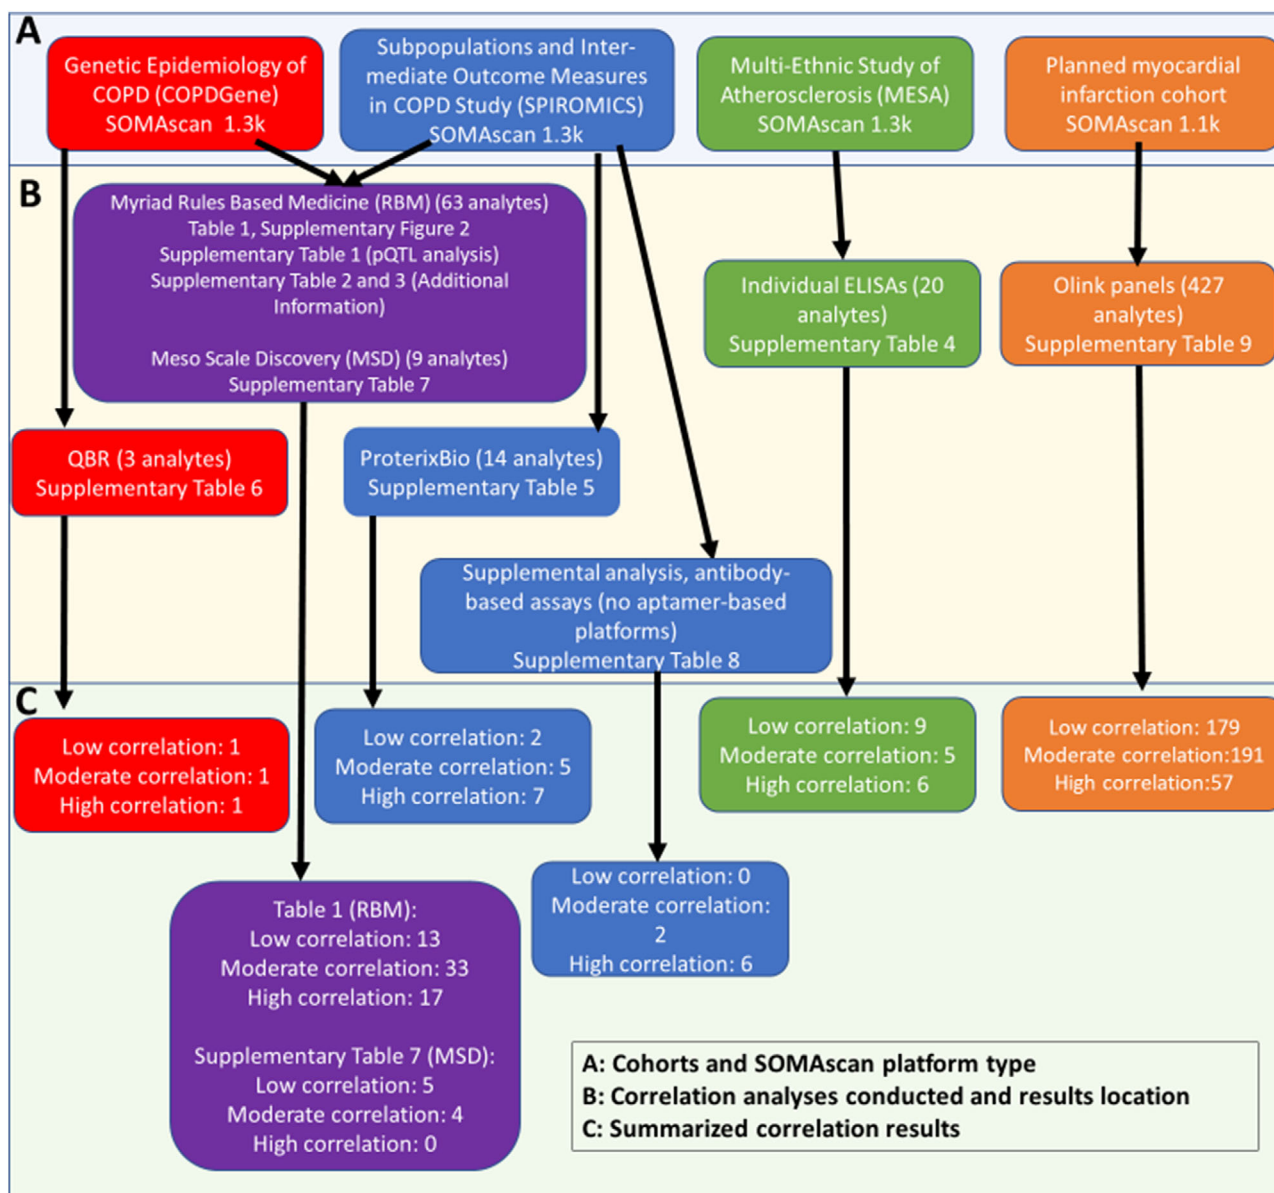 A
Genetic Epidemiology of
COPD (COPDGene)
SOMAscan 1.3k
Subpopulations and Inter-
mediate Outcome Measures
in COPD Study (SPIROMICS)
SOMAscan 1.3k
Multi-Ethnic Study of
Atherosclerosis (MESA)
SOMAscan 1.3k
Planned myocardial
infarction cohort
SOMAscan 1.1k
B
Myriad Rules Based Medicine (RBM) (63 analytes)
Table 1, Supplementary Figure 2
Supplementary Table 1 (pQTL analysis)
Supplementary Table 2 and 3 (Additional
Information)
Meso Scale Discovery (MSD) (9 analytes)
Supplementary Table 7
Individual ELISAs (20
analytes)
Supplementary Table 4
Olink panels (427
analytes)
Supplementary Table 9
QBR (3 analytes)
Supplementary Table 6
ProterixBio (14 analytes)
Supplementary Table 5
Supplemental analysis, antibody-
based assays (no aptamer-based
platforms)
Supplementary Table 8
C
Low correlation: 1
Moderate correlation: 1
High correlation: 1
Low correlation: 2
Moderate correlation: 5
High correlation: 7
Low correlation: 9
Moderate correlation: 5
High correlation: 6
Low correlation: 179
Moderate correlation:191
High correlation:57
Table 1 (RBM):
Low correlation: 13
Moderate correlation: 33
High correlation: 17
Supplementary Table 7 (MSD):
Low correlation: 5
Moderate correlation: 4
High correlation: 0
Low correlation: 0
Moderate correlation:
2
High correlation: 6
A: Cohorts and SOMAscan platform type
B: Correlation analyses conducted and results location
C: Summarized correlation results